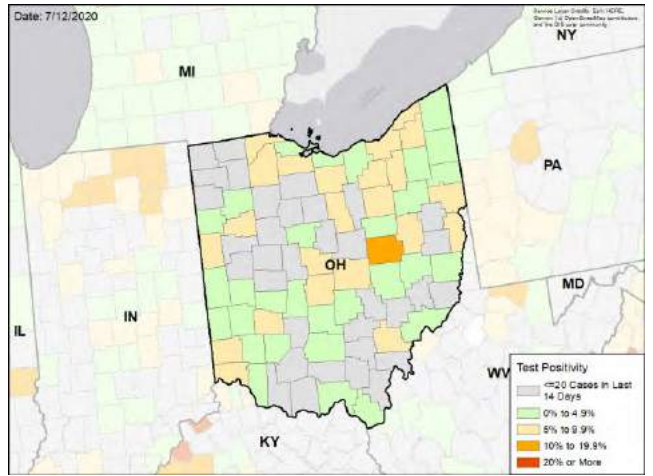 Date: 7/12/2020
NY
MI
PA
OH
MD
IN
IL
WV
KY
Test Positivity
<=20 Cases in Last
14 Days
0% to 4.9%
5% to 9.9%
10% to 19.9%
20% or More